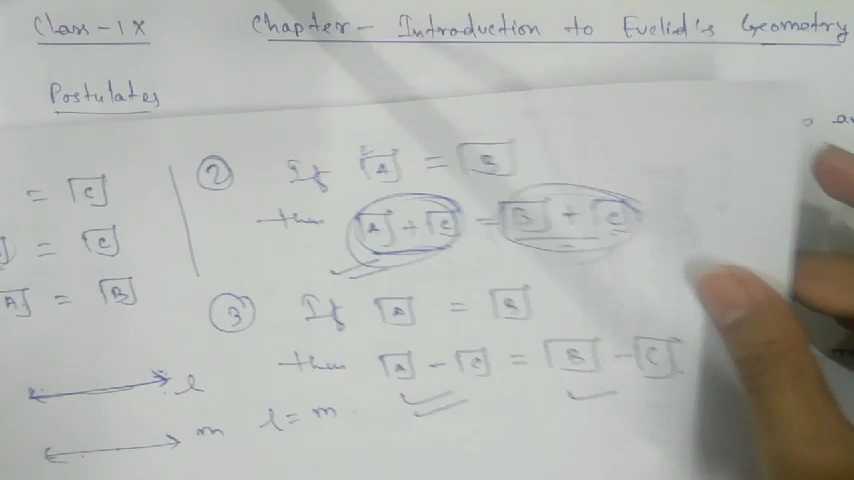 Class - IX Chapter - Introduction to Euclid's Geometry
Postulates
= C
= C
A = B
② If A = B
then A + C = B + C
③ If A = B
then A - C = B - C
l
m l = m